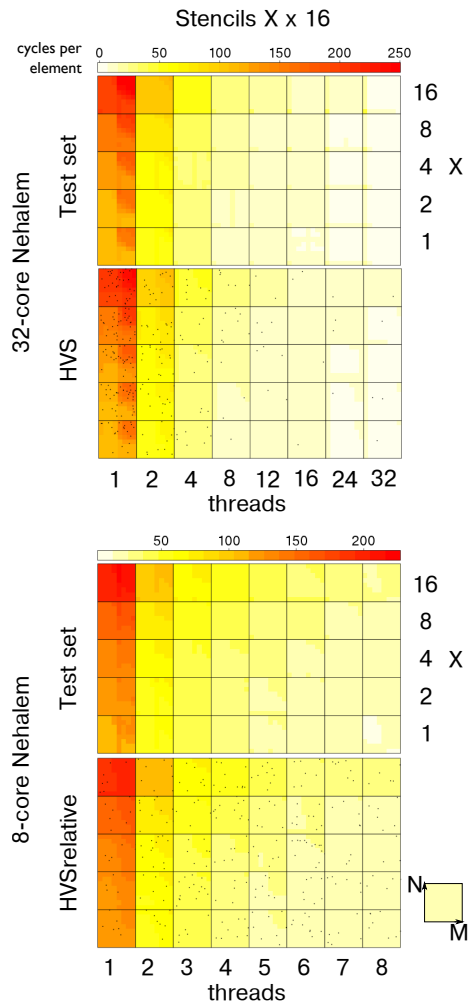 Stencils X x 16
cycles per element
0 50 100 150 200 250
32-core Nehalem
Test set
16
8
4 X
2
1
HVS
1 2 4 8 12 16 24 32
threads
50 100 150 200
8-core Nehalem
Test set
16
8
4 X
2
1
HVSrelative
N
M
1 2 3 4 5 6 7 8
threads